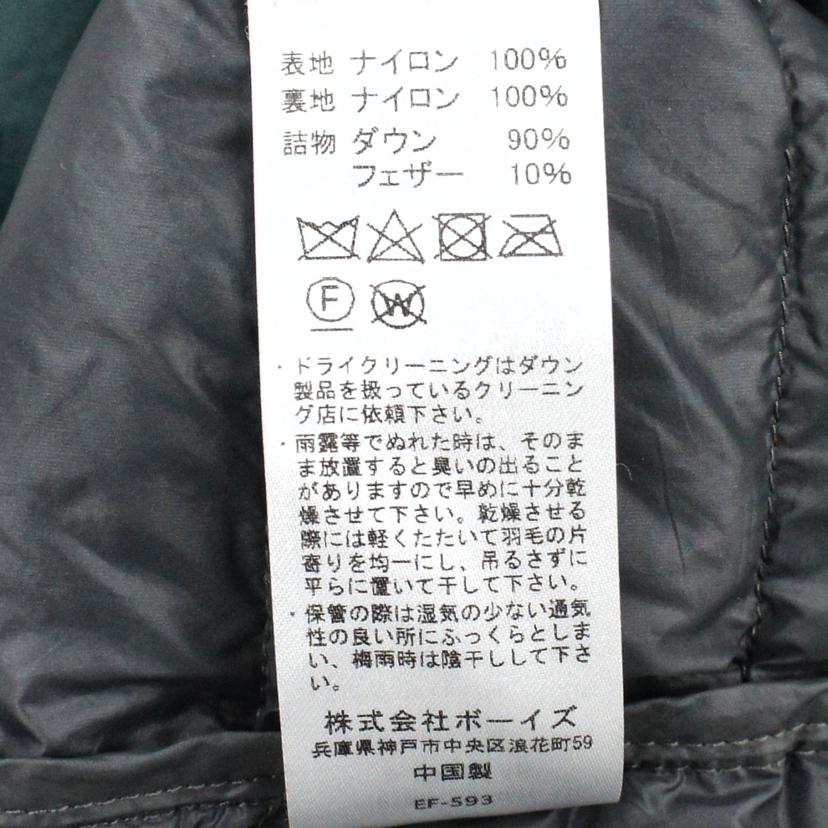 表地 ナイロン 100%
裏地 ナイロン 100%
詰物 ダウン 90%
フェザー 10%
F W
・ドライクリーニングはダウン
製品を扱っているクリーニン
グ店に依頼下さい。
・雨露等でぬれた時は、そのま
ま放置すると臭いの出ること
がありますので早めに十分乾
燥させて下さい。乾燥させる
際には軽くたたいて羽毛の片
寄りを均一にし、吊るさずに
平らに置いて干して下さい。
・保管の際は湿気の少ない通気
性の良い所にふっくらとしま
い、梅雨時は陰干しして下さ
い。
株式会社ボーイズ
兵庫県神戸市中央区浪花町59
中国製
EF-593